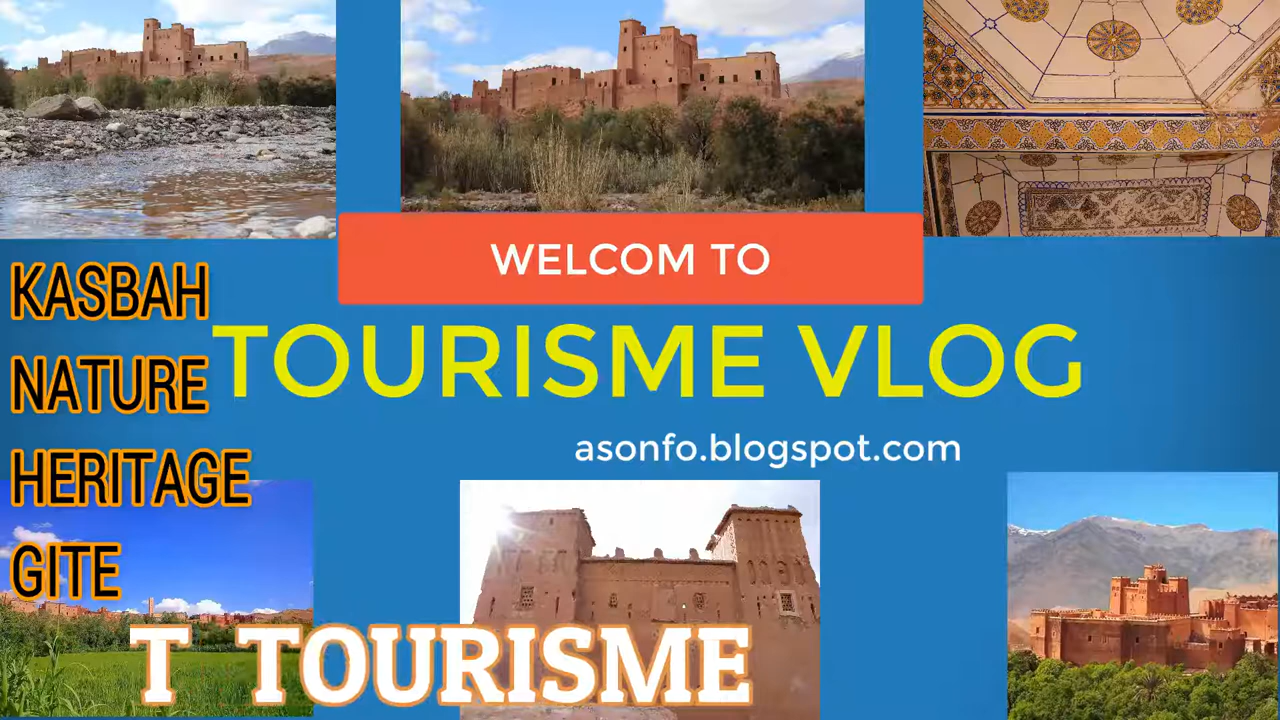 WELCOM TO
TOURISME VLOG
asonfo.blogspot.com
KASBAH
NATURE
HERITAGE
GITE
T TOURISME